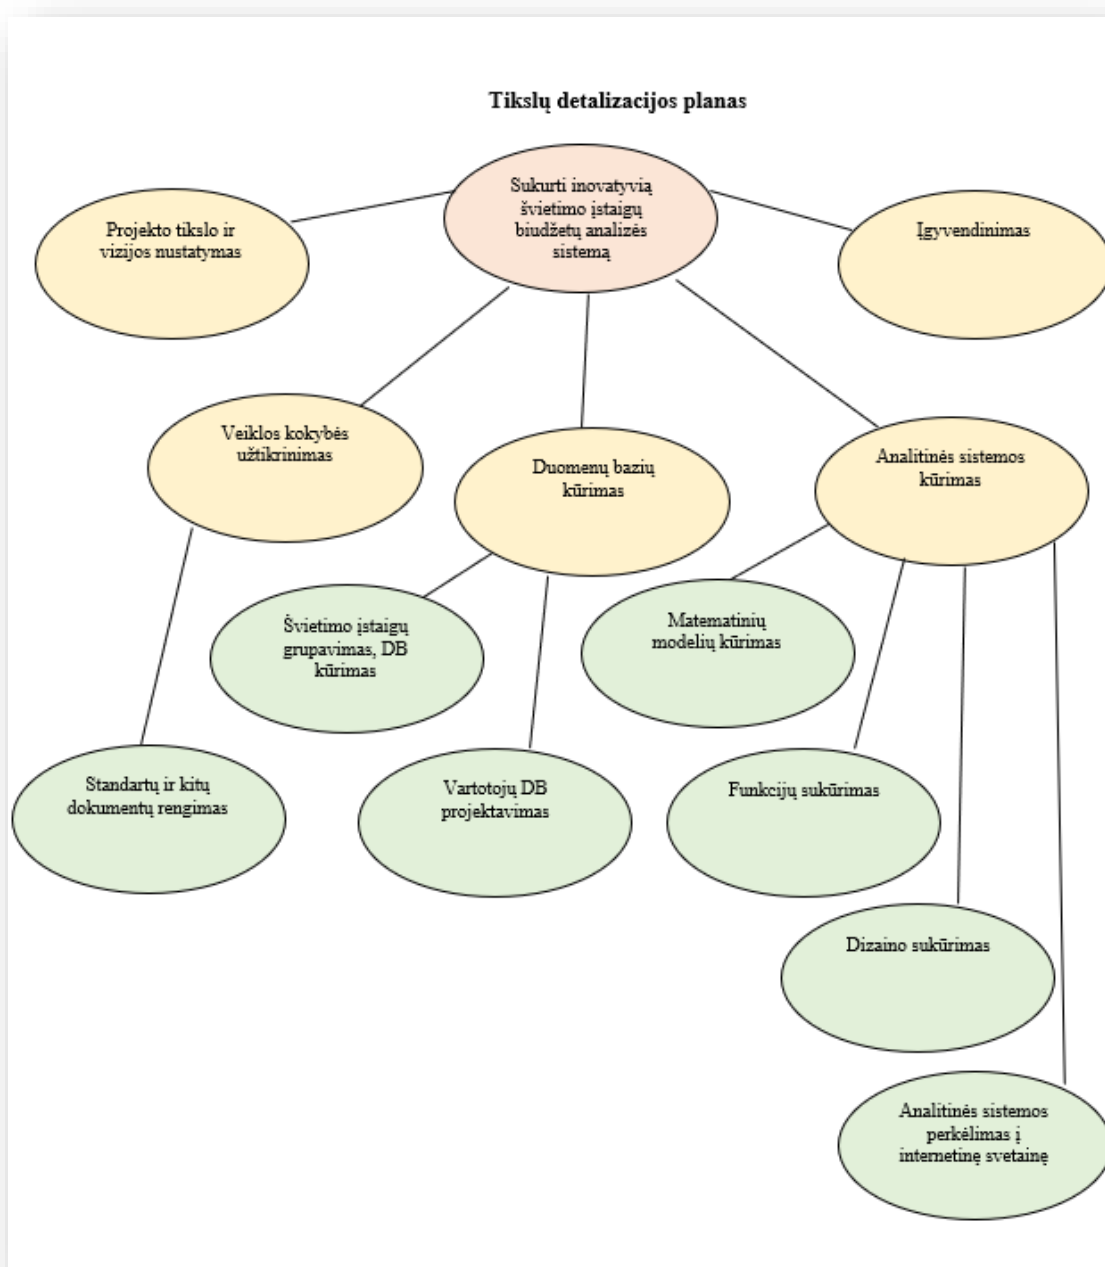 Tikslų detalizacijos planas
Sukurti inovatyvią
švietimo įstaigų
biudžetų analizės
sistemą
Projekto tikslo ir
vizijos nustatymas
Įgyvendinimas
Veiklos kokybės
užtikrinimas
Duomenų bazių
kūrimas
Analitinės sistemos
kūrimas
Švietimo įstaigų
grupavimas, DB
kūrimas
Matematinių
modelių kūrimas
Standartų ir kitų
dokumentų rengimas
Vartotojų DB
projektavimas
Funkcijų sukūrimas
Dizaino sukūrimas
Analitinės sistemos
perkėlimas į
internetinę svetainę